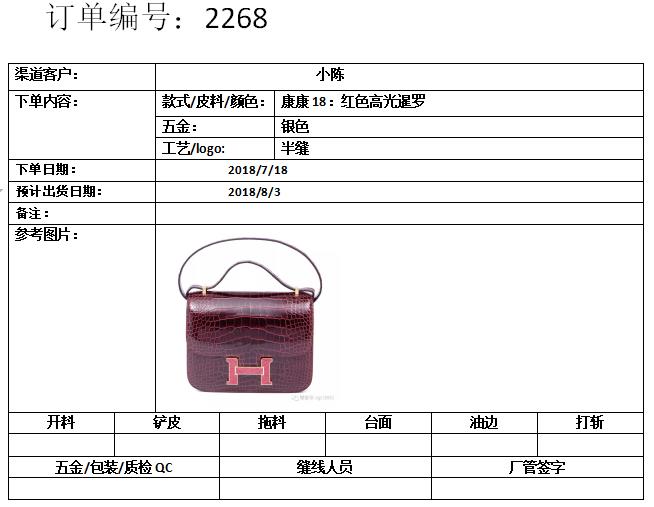 订单编号：2268
渠道客户： 小陈
下单内容： 款式/皮料/颜色： 康康 18：红色高光暹罗
五金： 银色
工艺/logo: 半缝
下单日期： 2018/7/18
预计出货日期： 2018/8/3
备注：
参考图片：
开料 铲皮 拖料 台面 油边 打斩
五金/包装/质检 QC 缝线人员 厂管签字